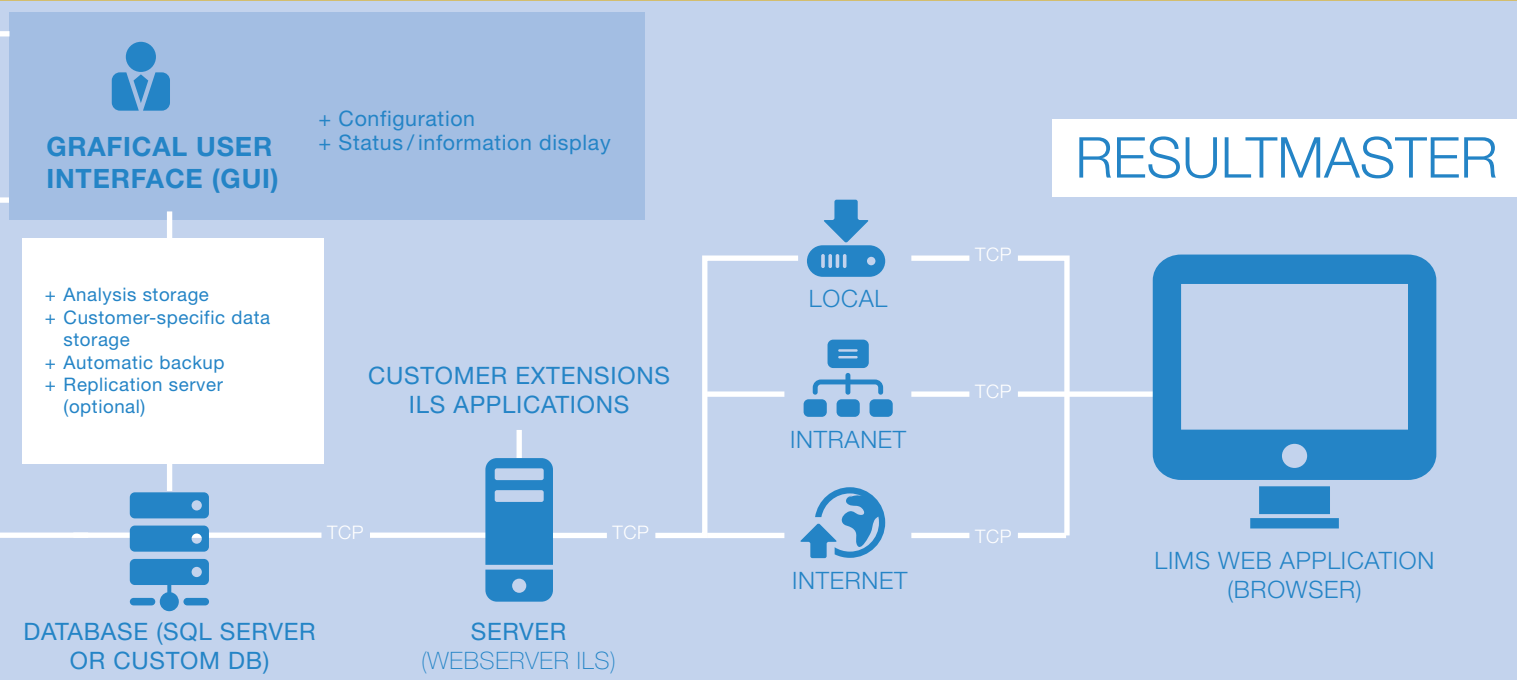 GRAFICAL USER
INTERFACE (GUI)
+ Configuration
+ Status/information display
RESULTMASTER
+ Analysis storage
+ Customer-specific data
storage
+ Automatic backup
+ Replication server
(optional)
CUSTOMER EXTENSIONS
ILS APPLICATIONS
LOCAL
TCP
INTRANET
TCP
INTERNET
TCP
TCP
TCP
DATABASE (SQL SERVER
OR CUSTOM DB)
SERVER
(WEBSERVER ILS)
LIMS WEB APPLICATION
(BROWSER)